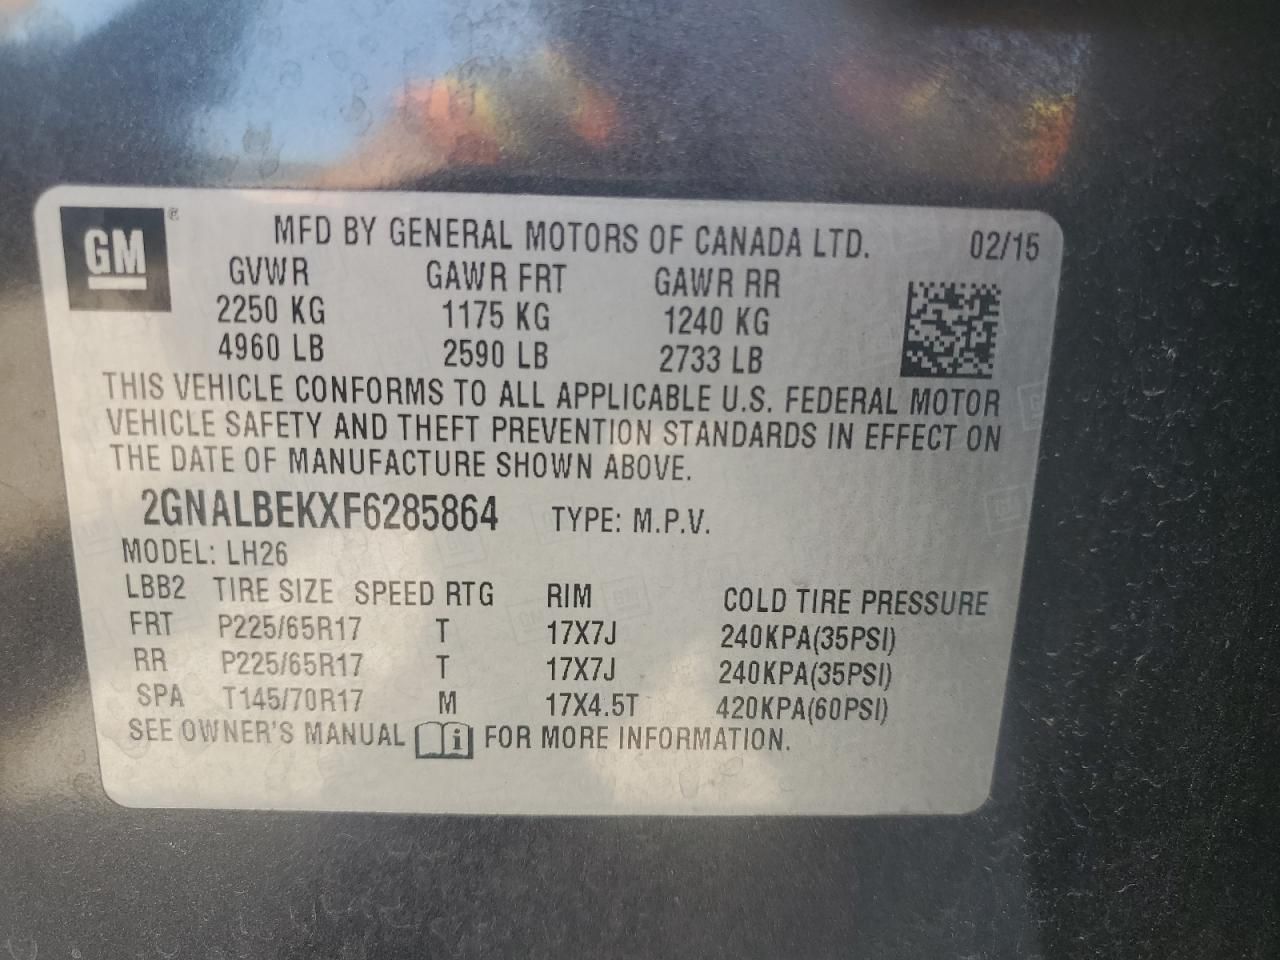 GM ®
MFD BY GENERAL MOTORS OF CANADA LTD. 02/15
GVWR GAWR FRT GAWR RR
2250 KG 1175 KG 1240 KG
4960 LB 2590 LB 2733 LB
THIS VEHICLE CONFORMS TO ALL APPLICABLE U.S. FEDERAL MOTOR
VEHICLE SAFETY AND THEFT PREVENTION STANDARDS IN EFFECT ON
THE DATE OF MANUFACTURE SHOWN ABOVE.
2GNALBEKXF6285864 TYPE: M.P.V.
MODEL: LH26
LBB2 TIRE SIZE SPEED RTG RIM COLD TIRE PRESSURE
FRT P225/65R17 T 17X7J 240KPA(35PSI)
RR P225/65R17 T 17X7J 240KPA(35PSI)
SPA T145/70R17 M 17X4.5T 420KPA(60PSI)
SEE OWNER'S MANUAL i FOR MORE INFORMATION.